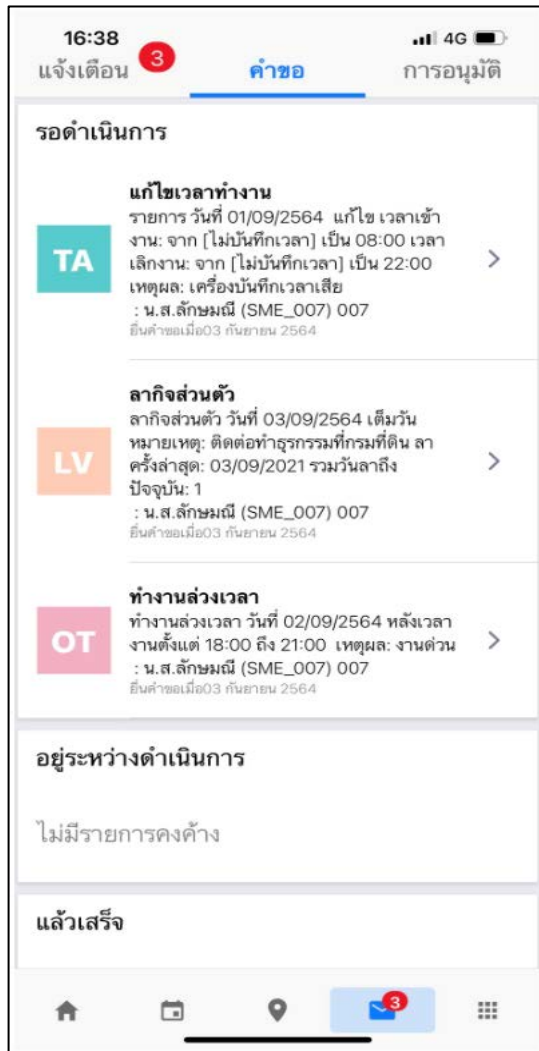 16:38
4G
แจ้งเตือน 3
คำขอ
การอนุมัติ
รอดำเนินการ
แก้ไขเวลาทำงาน
TA
รายการ วันที่ 01/09/2564 แก้ไข เวลาเข้า
งาน: จาก [ไม่บันทึกเวลา] เป็น 08:00 เวลา
เลิกงาน: จาก [ไม่บันทึกเวลา] เป็น 22:00
เหตุผล: เครื่องบันทึกเวลาเสีย
: น.ส.ลักษมณี (SME_007) 007
ยื่นคำขอเมื่อ03 กันยายน 2564
ลากิจส่วนตัว
LV
ลากิจส่วนตัว วันที่ 03/09/2564 เต็มวัน
หมายเหตุ: ติดต่อทำธุรกรรมที่กรมที่ดิน ลา
ครั้งล่าสุด: 03/09/2021 รวมวันลาถึง
ปัจจุบัน: 1
: น.ส.ลักษมณี (SME_007) 007
ยื่นคำขอเมื่อ03 กันยายน 2564
ทำงานล่วงเวลา
OT
ทำงานล่วงเวลา วันที่ 02/09/2564 หลังเวลา
งานตั้งแต่ 18:00 ถึง 21:00 เหตุผล: งานด่วน
: น.ส.ลักษมณี (SME_007) 007
ยื่นคำขอเมื่อ03 กันยายน 2564
อยู่ระหว่างดำเนินการ
ไม่มีรายการคงค้าง
แล้วเสร็จ
3